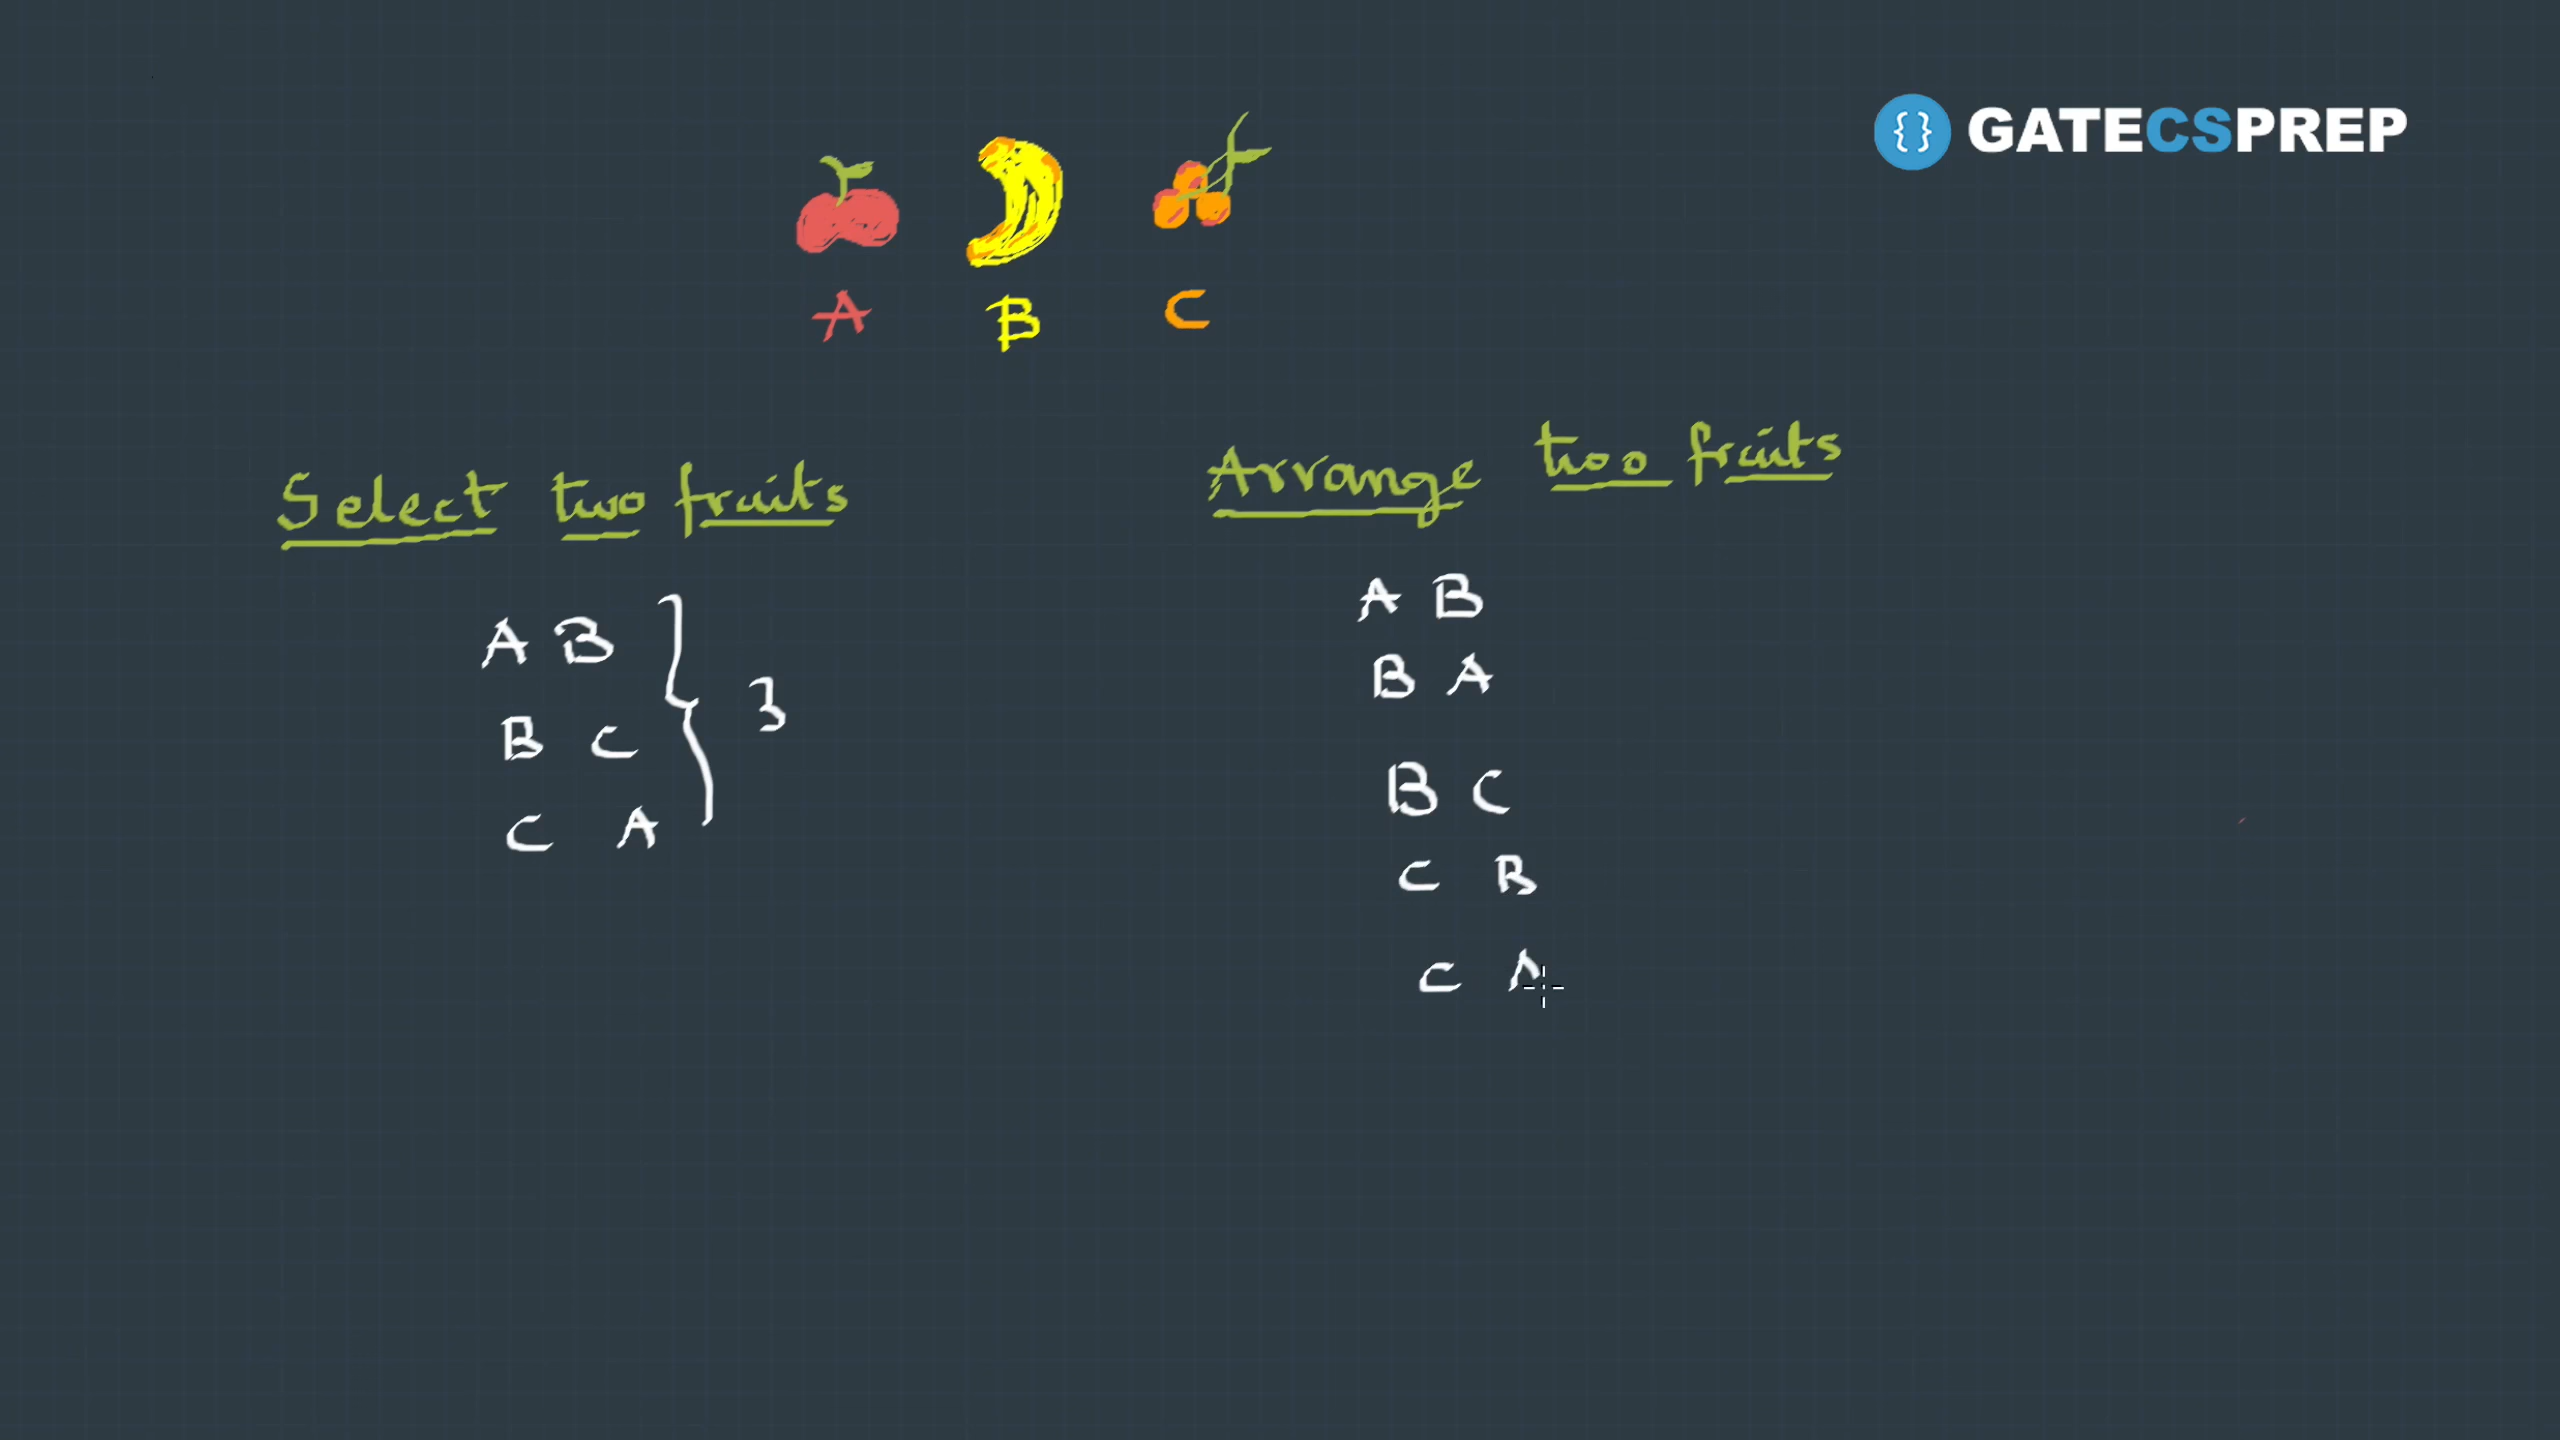 {} GATECSPREP
A B C
Select two fruits
A B
B C
C A
3
Arrange two fruits
A B
B A
B C
C B
C A